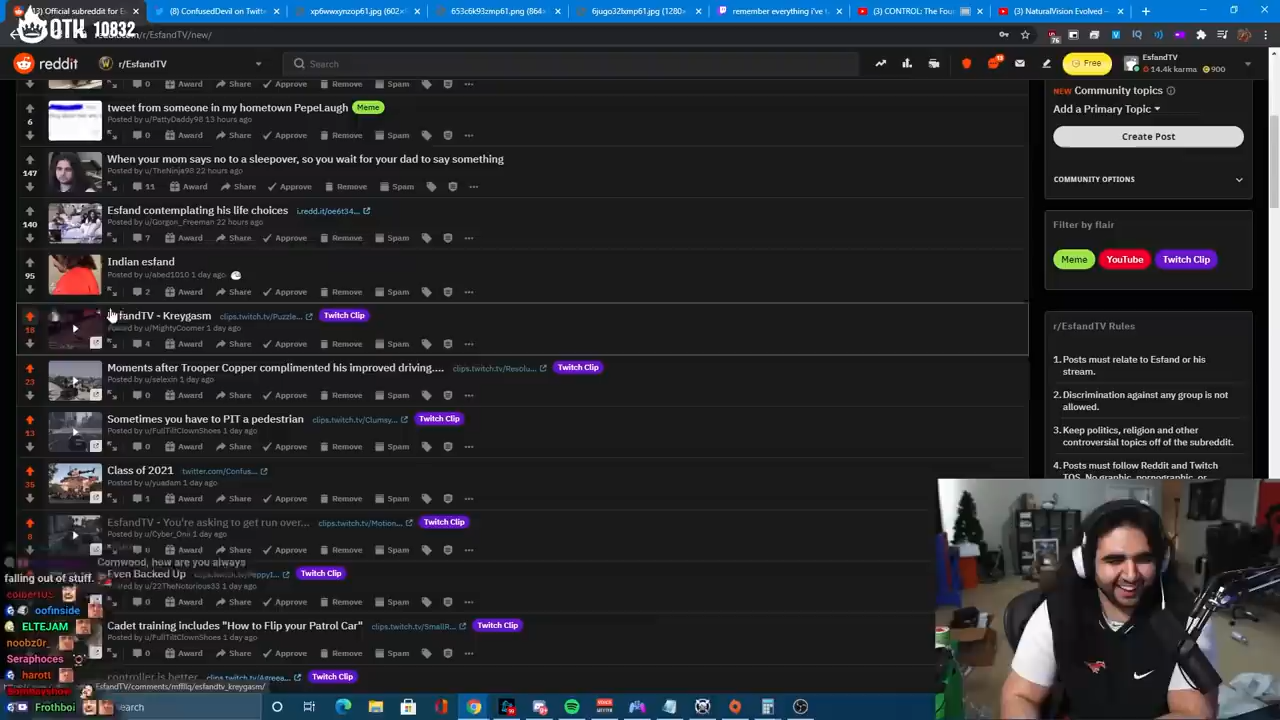 (13) Official subreddit for E...
(8) ConfusedDevil on Twitt...
xp6wwxynzop61.jpg (602×...
653c6k93zmp61.png (864×...
6jugo32lxmp61.jpg (1280×...
remember everything i've l...
(3) CONTROL: The Fou...
(3) NaturalVision Evolved –
OTK 10832
/r/EsfandTV/new/
reddit
r/EsfandTV
Search
Free
EsfandTV
14.4k karma 900
tweet from someone in my hometown PepeLaugh Meme
6
Posted by u/PattyDaddy98 13 hours ago
0 Award Share Approve Remove Spam
When your mom says no to a sleepover, so you wait for your dad to say something
147
Posted by u/TheNinja90 22 hours ago
11 Award Share Approve Remove Spam
Esfand contemplating his life choices i.redd.it/oe6t34...
140
Posted by u/Gorgon_Freeman 22 hours ago
7 Award Share Approve Remove Spam
Indian esfand
95
Posted by u/abed1010 1 day ago
2 Award Share Approve Remove Spam
EsfandTV - Kreygasm clips.twitch.tv/Puzzle... Twitch Clip
18
Posted by u/MightyCoomer 1 day ago
4 Award Share Approve Remove Spam
Moments after Trooper Copper complimented his improved driving.... clips.twitch.tv/Resolu... Twitch Clip
23
Posted by u/selexin 1 day ago
0 Award Share Approve Remove Spam
Sometimes you have to PIT a pedestrian clips.twitch.tv/Clumsy... Twitch Clip
13
Posted by u/FullTiltClownShoes 1 day ago
0 Award Share Approve Remove Spam
Class of 2021 twitter.com/Confus...
35
Posted by u/yuadam 1 day ago
1 Award Share Approve Remove Spam
EsfandTV - You're asking to get run over... clips.twitch.tv/Motion... Twitch Clip
8
Posted by u/Cyber_Onii 1 day ago
0 Award Share Approve Remove Spam
Cornwood, how are you always
falling out of stuff.
Even Backed Up clips.twitch.tv/PoppyI... Twitch Clip
Posted by u/22TheNotorious33 1 day ago
0 Award Share Approve Remove Spam
oofinside
ELTEJAM
Cadet training includes "How to Flip your Patrol Car" clips.twitch.tv/SmallR... Twitch Clip
Posted by u/FullTiltClownShoes 1 day ago
noobz0r_
0 Award Share Approve Remove Spam
Seraphoces
harott
controller is better clips.twitch.tv/Agreea... Twitch Clip
EsfandTV/comments/mffllq/esfandtv_kreygasm/
Frothboi
Search
NEW Community topics
Add a Primary Topic
Create Post
COMMUNITY OPTIONS
Filter by flair
Meme YouTube Twitch Clip
r/EsfandTV Rules
1. Posts must relate to Esfand or his
stream.
2. Discrimination against any group is not
allowed.
3. Keep politics, religion and other
controversial topics off of the subreddit.
4. Posts must follow Reddit and Twitch
TOS. No graphic, pornographic, or